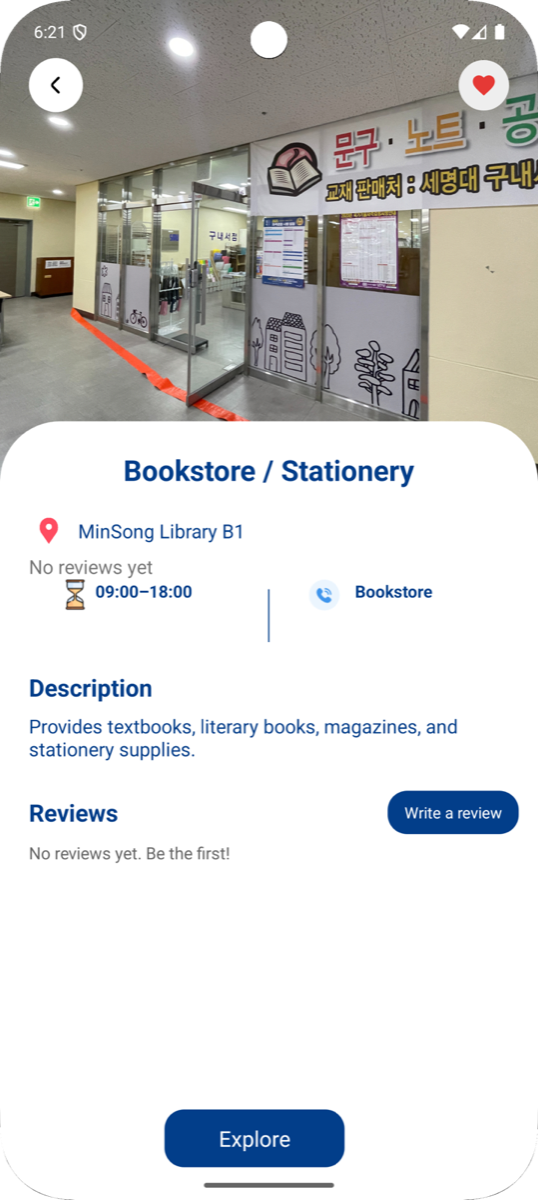 6:21
문구 · 노트 · 공
교재 판매처 : 세명대 구내서
구내서점
Bookstore / Stationery
MinSong Library B1
No reviews yet
09:00–18:00
Bookstore
Description
Provides textbooks, literary books, magazines, and
stationery supplies.
Reviews
Write a review
No reviews yet. Be the first!
Explore